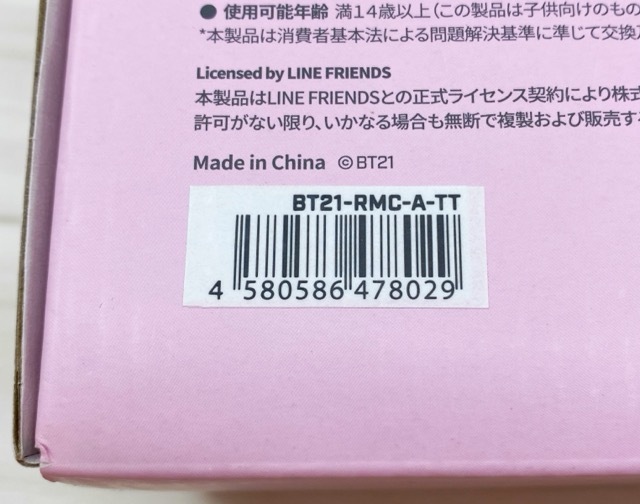 ● 使用可能年齢 満14歳以上(この製品は子供向けのもの
*本製品は消費者基本法による問題解決基準に準じて交換
Licensed by LINE FRIENDS
本製品はLINE FRIENDSとの正式ライセンス契約により株式
許可がない限り、いかなる場合も無断で複製および販売する
Made in China ©BT21
BT21-RMC-A-TT
4 580586 478029